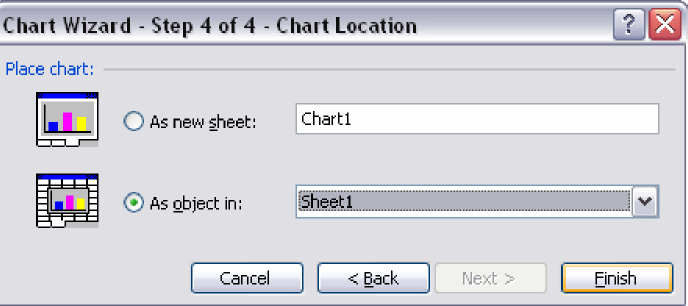 Chart Wizard - Step 4 of 4 - Chart Location
?
Place chart:
As new sheet: Chart1
As object in: Sheet1
Cancel < Back Next > Finish